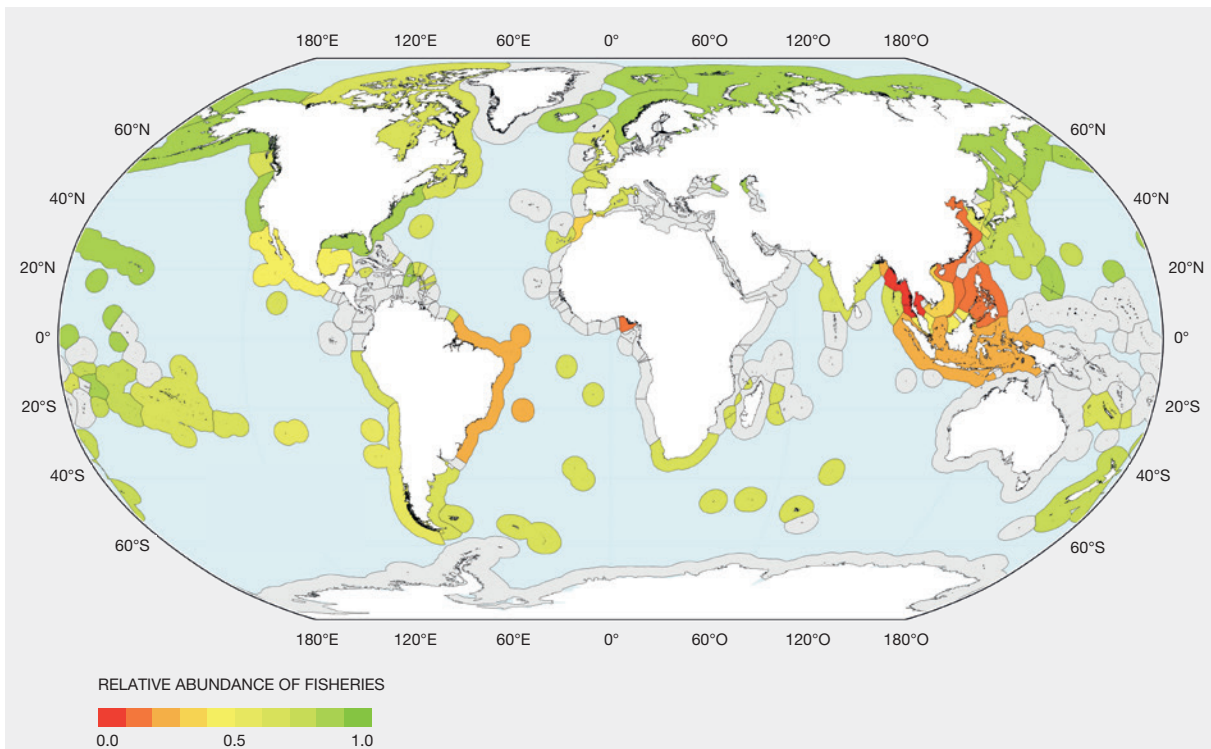 180°E 120°E 60°E 0° 60°O 120°O 180°O
60°N 60°N
40°N 40°N
20°N 20°N
0° 0°
20°S 20°S
40°S 40°S
60°S 60°S
180°E 120°E 60°E 0° 60°O 120°O 180°O
RELATIVE ABUNDANCE OF FISHERIES
0.0 0.5 1.0